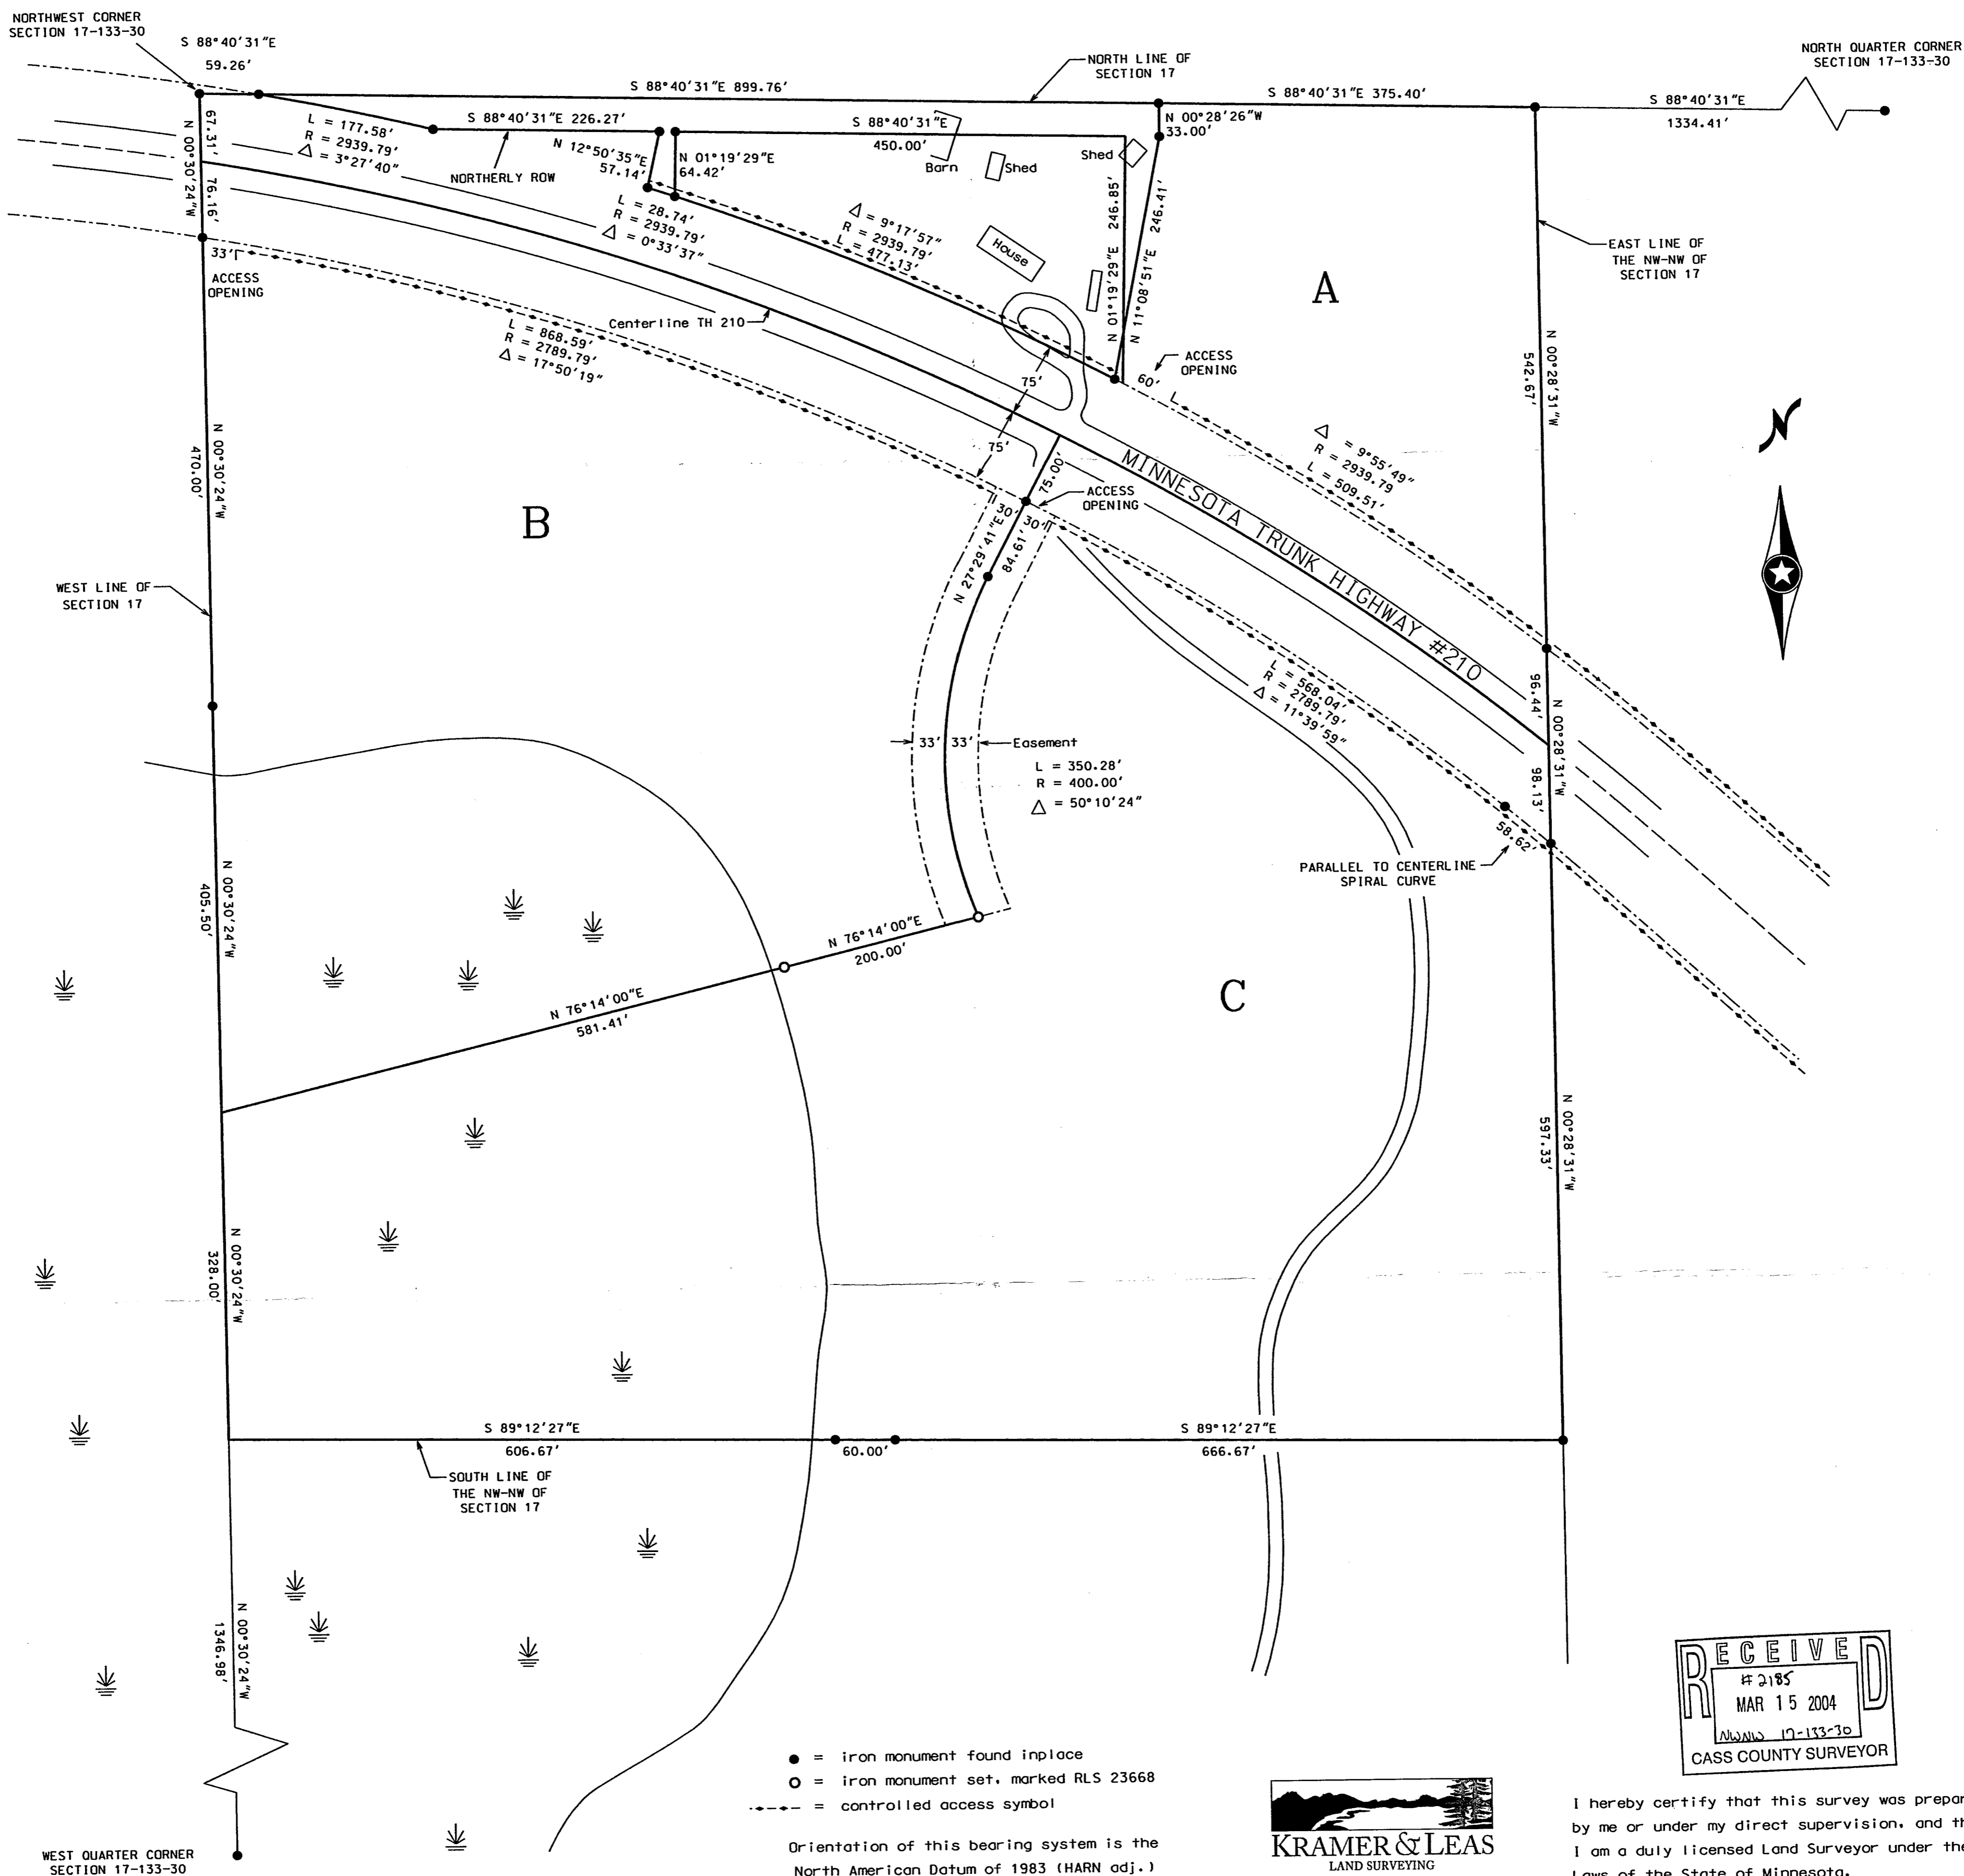 NORTHWEST CORNER
SECTION 17-133-30
S 88°40'31"E
59.26'
S 88°40'31"E 899.76'
NORTH LINE OF
SECTION 17
S 88°40'31"E 375.40'
NORTH QUARTER CORNER
SECTION 17-133-30
S 88°40'31"E
1334.41'
67.31'
N 00°30'24"W
76.16'
L = 177.58'
R = 2939.79'
Δ = 3°27'40"
S 88°40'31"E 226.27'
NORTHERLY ROW
N 12°50'35"E
57.14'
N 01°19'29"E
64.42'
S 88°40'31"E
450.00'
Barn
Shed
Shed
N 00°28'26"W
33.00'
L = 28.74'
R = 2939.79'
Δ = 0°33'37"
Δ = 9°17'57"
R = 2939.79'
L = 477.13'
House
N 01°19'29"E 246.85'
N 11°08'51"E 246.41'
A
EAST LINE OF
THE NW-NW OF
SECTION 17
33'
ACCESS
OPENING
Centerline TH 210
L = 868.59'
R = 2789.79'
Δ = 17°50'19"
75'
75'
60'
ACCESS
OPENING
N 00°28'31"W
542.67'
Δ = 9°55'49"
R = 2939.79
L = 509.51'
N
MINNESOTA TRUNK HIGHWAY #210
75.00'
ACCESS
OPENING
30'
30'
N 27°29'41"E
84.61'
N 00°30'24"W
470.00'
B
WEST LINE OF
SECTION 17
L = 568.04'
R = 2789.79'
Δ = 11°39'59"
96.44'
N 00°28'31"W
98.13'
58.62'
PARALLEL TO CENTERLINE
SPIRAL CURVE
33'
33'
Easement
L = 350.28'
R = 400.00'
Δ = 50°10'24"
N 00°30'24"W
405.50'
N 76°14'00"E
200.00'
N 76°14'00"E
581.41'
C
N 00°28'31"W
597.33'
N 00°30'24"W
328.00'
S 89°12'27"E
606.67'
60.00'
S 89°12'27"E
666.67'
SOUTH LINE OF
THE NW-NW OF
SECTION 17
N 00°30'24"W
1346.98'
WEST QUARTER CORNER
SECTION 17-133-30
● = iron monument found inplace
○ = iron monument set, marked RLS 23668
= controlled access symbol
Orientation of this bearing system is the
North American Datum of 1983 (HARN adj.)
KRAMER & LEAS
LAND SURVEYING
RECEIVED
#2185
MAR 15 2004
NWNW 17-133-30
CASS COUNTY SURVEYOR
I hereby certify that this survey was prepar
by me or under my direct supervision, and th
I am a duly licensed Land Surveyor under the
Laws of the State of Minnesota.